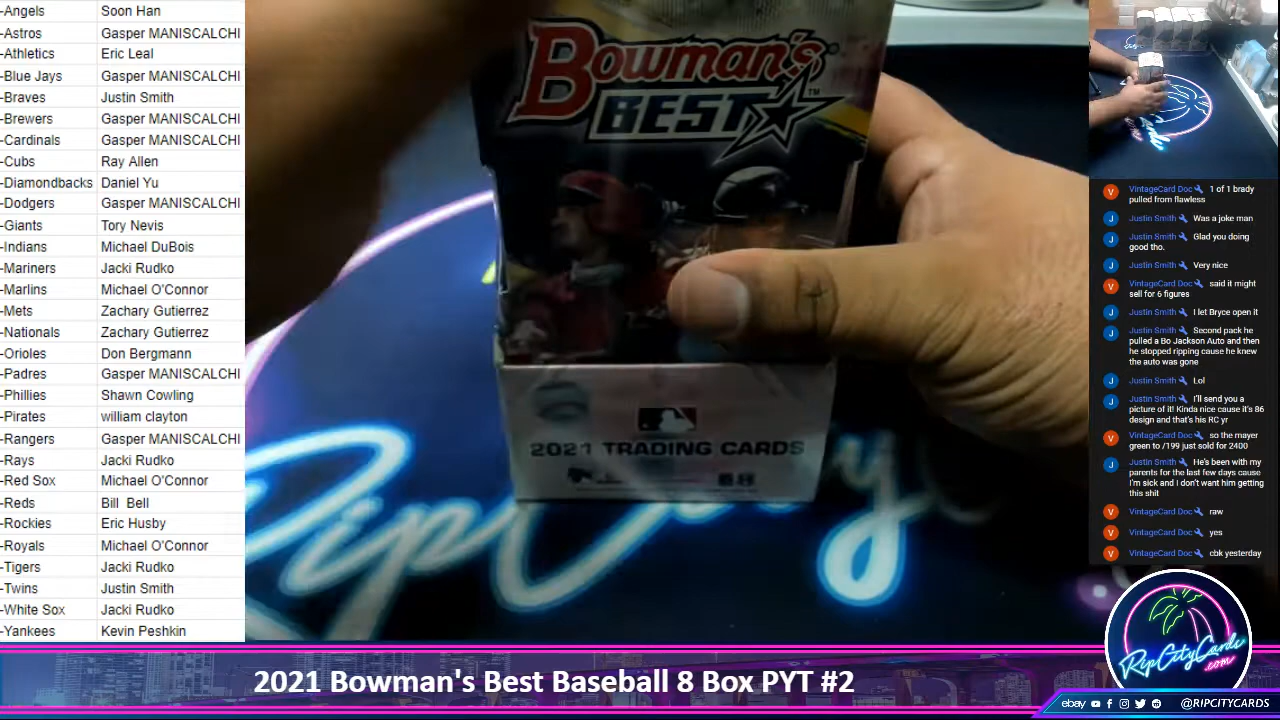 -Angels Soon Han
-Astros Gasper MANISCALCHI
-Athletics Eric Leal
-Blue Jays Gasper MANISCALCHI
-Braves Justin Smith
-Brewers Gasper MANISCALCHI
-Cardinals Gasper MANISCALCHI
-Cubs Ray Allen
-Diamondbacks Daniel Yu
-Dodgers Gasper MANISCALCHI
-Giants Tory Nevis
-Indians Michael DuBois
-Mariners Jacki Rudko
-Marlins Michael O'Connor
-Mets Zachary Gutierrez
-Nationals Zachary Gutierrez
-Orioles Don Bergmann
-Padres Gasper MANISCALCHI
-Phillies Shawn Cowling
-Pirates william clayton
-Rangers Gasper MANISCALCHI
-Rays Jacki Rudko
-Red Sox Michael O'Connor
-Reds Bill Bell
-Rockies Eric Husby
-Royals Michael O'Connor
-Tigers Jacki Rudko
-Twins Justin Smith
-White Sox Jacki Rudko
-Yankees Kevin Peshkin
Bowman's
BEST
TM
2021 TRADING CARDS
Rip City
V VintageCard Doc 1 of 1 brady
pulled from flawless
J Justin Smith Was a joke man
J Justin Smith Glad you doing
good tho.
J Justin Smith Very nice
V VintageCard Doc said it might
sell for 6 figures
J Justin Smith I let Bryce open it
J Justin Smith Second pack he
pulled a Bo Jackson Auto and then
he stopped ripping cause he knew
the auto was gone
J Justin Smith Lol
J Justin Smith I'll send you a
picture of it! Kinda nice cause it's 86
design and that's his RC yr
V VintageCard Doc so the mayer
green to /199 just sold for 2400
J Justin Smith He's been with my
parents for the last few days cause
I'm sick and I don't want him getting
this shit
V VintageCard Doc raw
V VintageCard Doc yes
V VintageCard Doc cbk yesterday
RipCityCards
.com
2021 Bowman's Best Baseball 8 Box PYT #2
ebay @RIPCITYCARDS